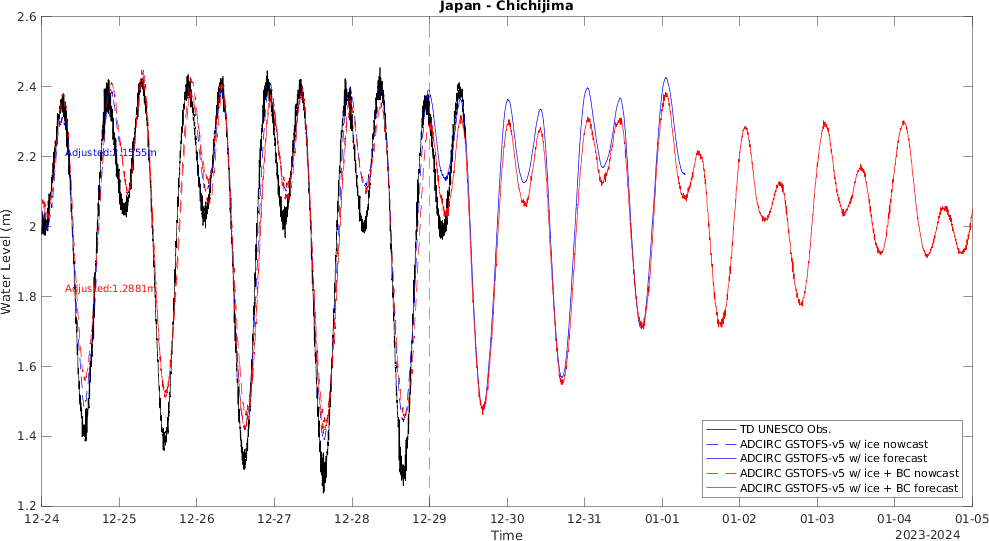 Japan - Chichijima
Water Level (m)
2.6
2.4
2.2
2
1.8
1.6
1.4
1.2
Adjusted:1.1555m
Adjusted:1.2881m
TD UNESCO Obs.
ADCIRC GSTOFS-v5 w/ ice nowcast
ADCIRC GSTOFS-v5 w/ ice forecast
ADCIRC GSTOFS-v5 w/ ice + BC nowcast
ADCIRC GSTOFS-v5 w/ ice + BC forecast
12-24 12-25 12-26 12-27 12-28 12-29 12-30 12-31 01-01 01-02 01-03 01-04 01-05
Time
2023-2024